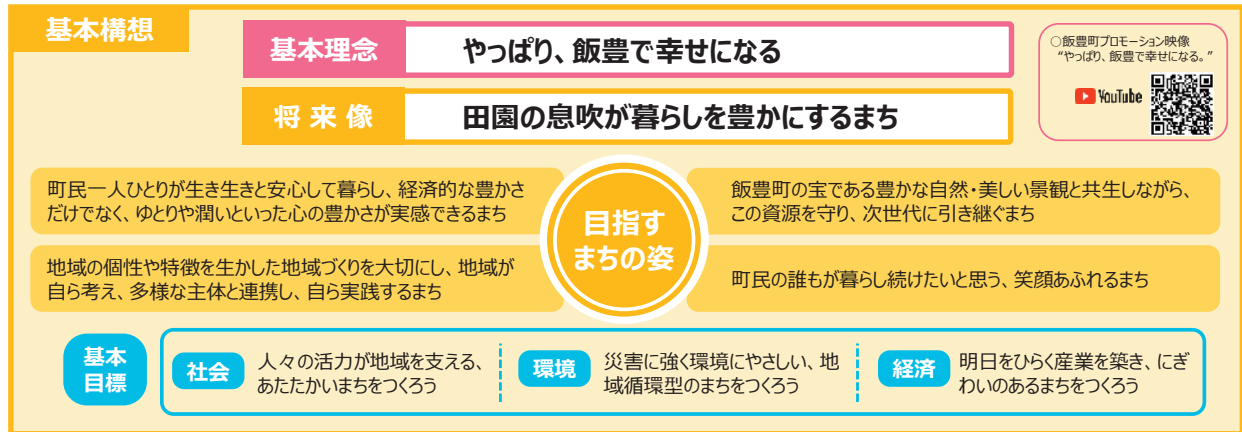 基本構想
基本理念
やっぱり、飯豊で幸せになる
将来像
田園の息吹が暮らしを豊かにするまち
○飯豊町プロモーション映像
“やっぱり、飯豊で幸せになる。”
YouTube
町民一人ひとりが生き生きと安心して暮らし、経済的な豊かさ
だけでなく、ゆとりや潤いといった心の豊かさが実感できるまち
飯豊町の宝である豊かな自然・美しい景観と共生しながら、
この資源を守り、次世代に引き継ぐまち
目指す
まちの姿
地域の個性や特徴を生かした地域づくりを大切にし、地域が
自ら考え、多様な主体と連携し、自ら実践するまち
町民の誰もが暮らし続けたいと思う、笑顔あふれるまち
基本
目標
社会
人々の活力が地域を支える、
あたたかいまちをつくろう
環境
災害に強く環境にやさしい、地
域循環型のまちをつくろう
経済
明日をひらく産業を築き、にぎ
わいのあるまちをつくろう